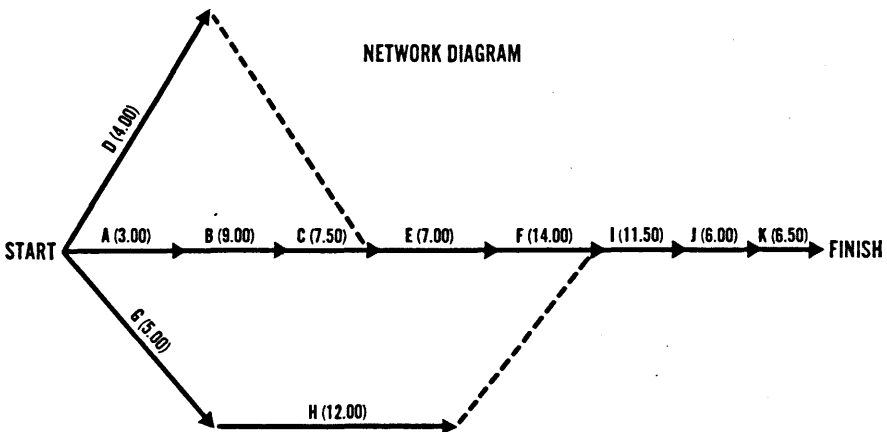 NETWORK DIAGRAM
D (4.00)
START
A (3.00)
B (9.00)
C (7.50)
E (7.00)
F (14.00)
I (11.50)
J (6.00)
K (6.50)
FINISH
G (5.00)
H (12.00)